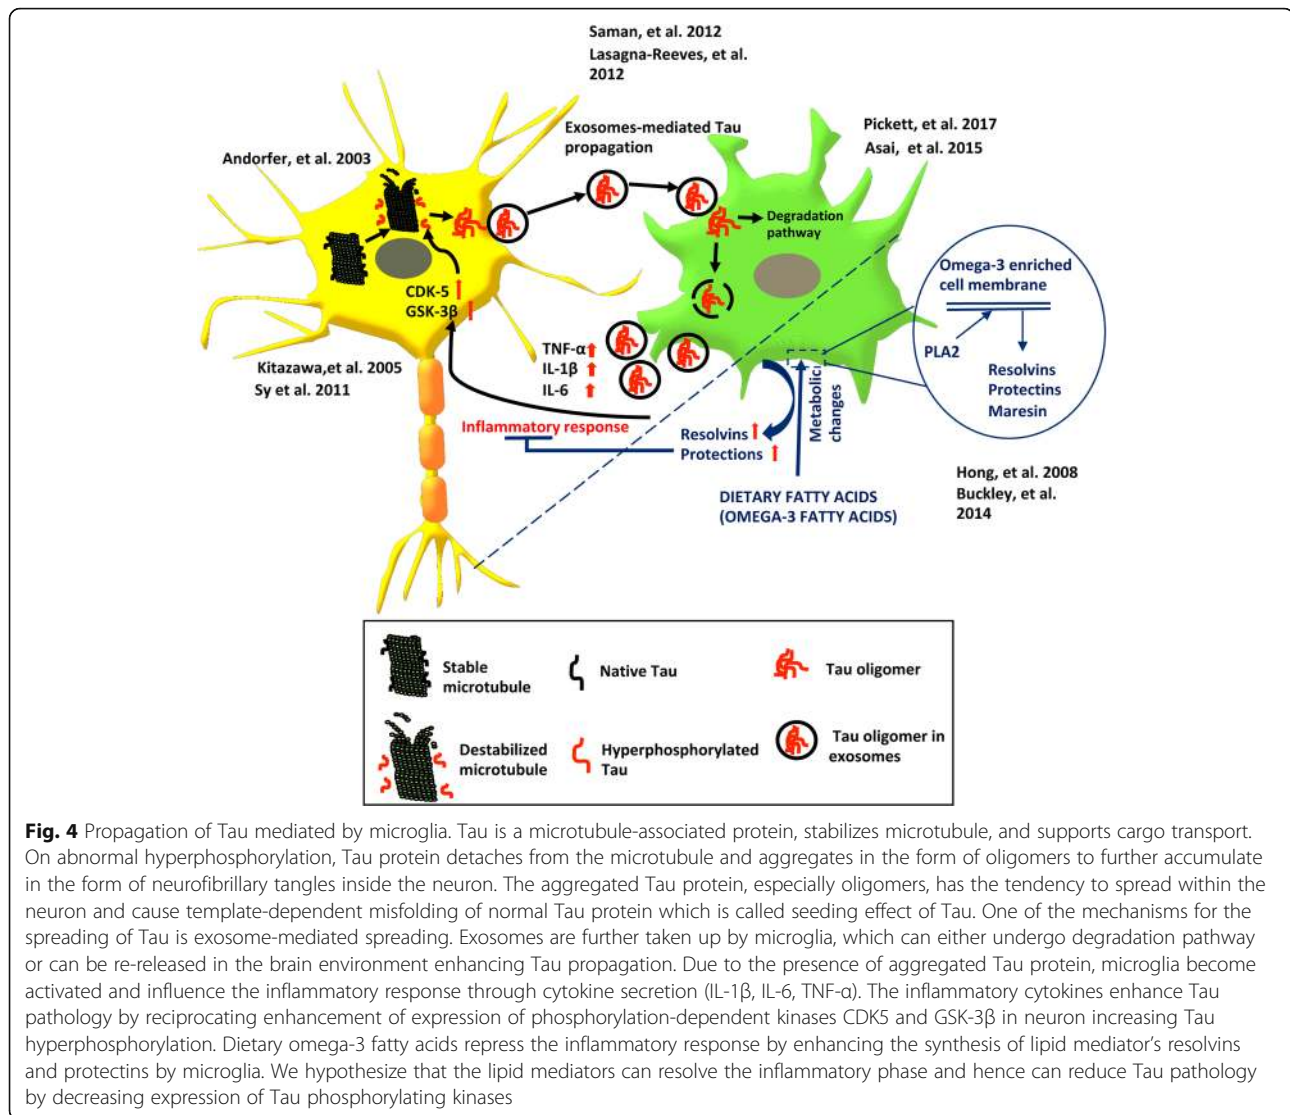 Saman, et al. 2012
Lasagna-Reeves, et al.
2012
Exosomes-mediated Tau
propagation
Pickett, et al. 2017
Asai, et al. 2015
Andorfer, et al. 2003
Degradation
pathway
CDK-5
GSK-3β
Omega-3 enriched
cell membrane
PLA2
Resolvins
Protectins
Maresin
Kitazawa,et al. 2005
Sy et al. 2011
TNF-α
IL-1β
IL-6
Inflammatory response
Resolvins
Protections
Metabolic
changes
DIETARY FATTY ACIDS
(OMEGA-3 FATTY ACIDS)
Hong, et al. 2008
Buckley, et al.
2014
Stable
microtubule
Native Tau
Tau oligomer
Destabilized
microtubule
Hyperphosphorylated
Tau
Tau oligomer in
exosomes
Fig. 4 Propagation of Tau mediated by microglia. Tau is a microtubule-associated protein, stabilizes microtubule, and supports cargo transport.
On abnormal hyperphosphorylation, Tau protein detaches from the microtubule and aggregates in the form of oligomers to further accumulate
in the form of neurofibrillary tangles inside the neuron. The aggregated Tau protein, especially oligomers, has the tendency to spread within the
neuron and cause template-dependent misfolding of normal Tau protein which is called seeding effect of Tau. One of the mechanisms for the
spreading of Tau is exosome-mediated spreading. Exosomes are further taken up by microglia, which can either undergo degradation pathway
or can be re-released in the brain environment enhancing Tau propagation. Due to the presence of aggregated Tau protein, microglia become
activated and influence the inflammatory response through cytokine secretion (IL-1β, IL-6, TNF-α). The inflammatory cytokines enhance Tau
pathology by reciprocating enhancement of expression of phosphorylation-dependent kinases CDK5 and GSK-3β in neuron increasing Tau
hyperphosphorylation. Dietary omega-3 fatty acids repress the inflammatory response by enhancing the synthesis of lipid mediator's resolvins
and protectins by microglia. We hypothesize that the lipid mediators can resolve the inflammatory phase and hence can reduce Tau pathology
by decreasing expression of Tau phosphorylating kinases